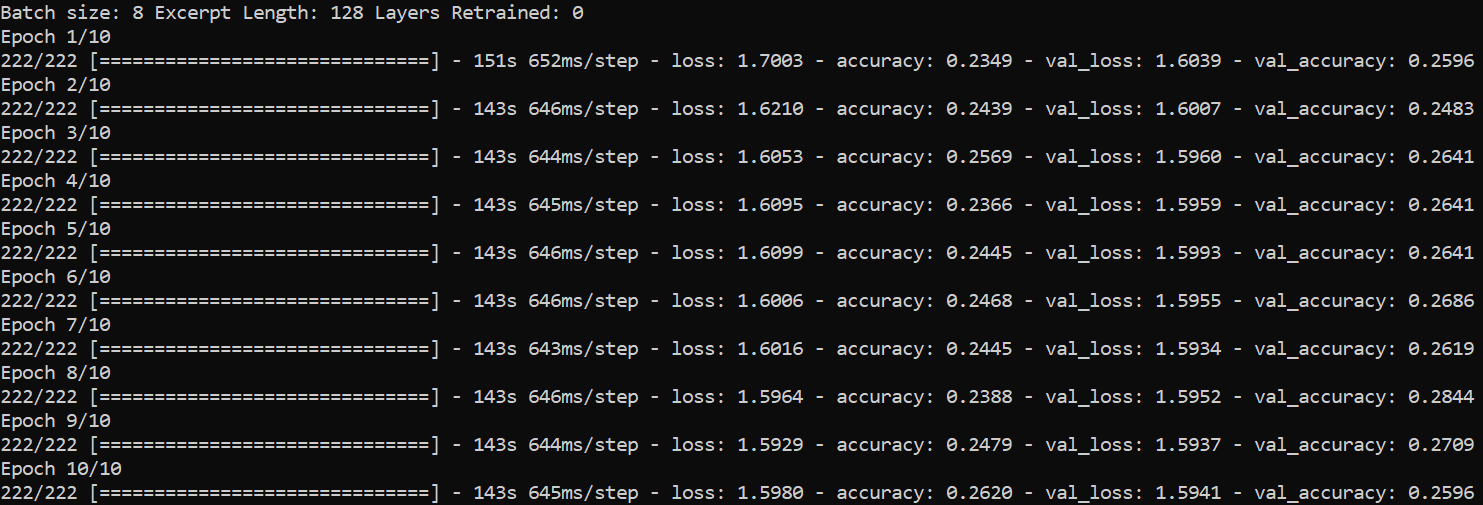 Batch size: 8 Excerpt Length: 128 Layers Retrained: 0
Epoch 1/10
222/222 [==============================] - 151s 652ms/step - loss: 1.7003 - accuracy: 0.2349 - val_loss: 1.6039 - val_accuracy: 0.2596
Epoch 2/10
222/222 [==============================] - 143s 646ms/step - loss: 1.6210 - accuracy: 0.2439 - val_loss: 1.6007 - val_accuracy: 0.2483
Epoch 3/10
222/222 [==============================] - 143s 644ms/step - loss: 1.6053 - accuracy: 0.2569 - val_loss: 1.5960 - val_accuracy: 0.2641
Epoch 4/10
222/222 [==============================] - 143s 645ms/step - loss: 1.6095 - accuracy: 0.2366 - val_loss: 1.5959 - val_accuracy: 0.2641
Epoch 5/10
222/222 [==============================] - 143s 646ms/step - loss: 1.6099 - accuracy: 0.2445 - val_loss: 1.5993 - val_accuracy: 0.2641
Epoch 6/10
222/222 [==============================] - 143s 646ms/step - loss: 1.6006 - accuracy: 0.2468 - val_loss: 1.5955 - val_accuracy: 0.2686
Epoch 7/10
222/222 [==============================] - 143s 643ms/step - loss: 1.6016 - accuracy: 0.2445 - val_loss: 1.5934 - val_accuracy: 0.2619
Epoch 8/10
222/222 [==============================] - 143s 646ms/step - loss: 1.5964 - accuracy: 0.2388 - val_loss: 1.5952 - val_accuracy: 0.2844
Epoch 9/10
222/222 [==============================] - 143s 644ms/step - loss: 1.5929 - accuracy: 0.2479 - val_loss: 1.5937 - val_accuracy: 0.2709
Epoch 10/10
222/222 [==============================] - 143s 645ms/step - loss: 1.5980 - accuracy: 0.2620 - val_loss: 1.5941 - val_accuracy: 0.2596